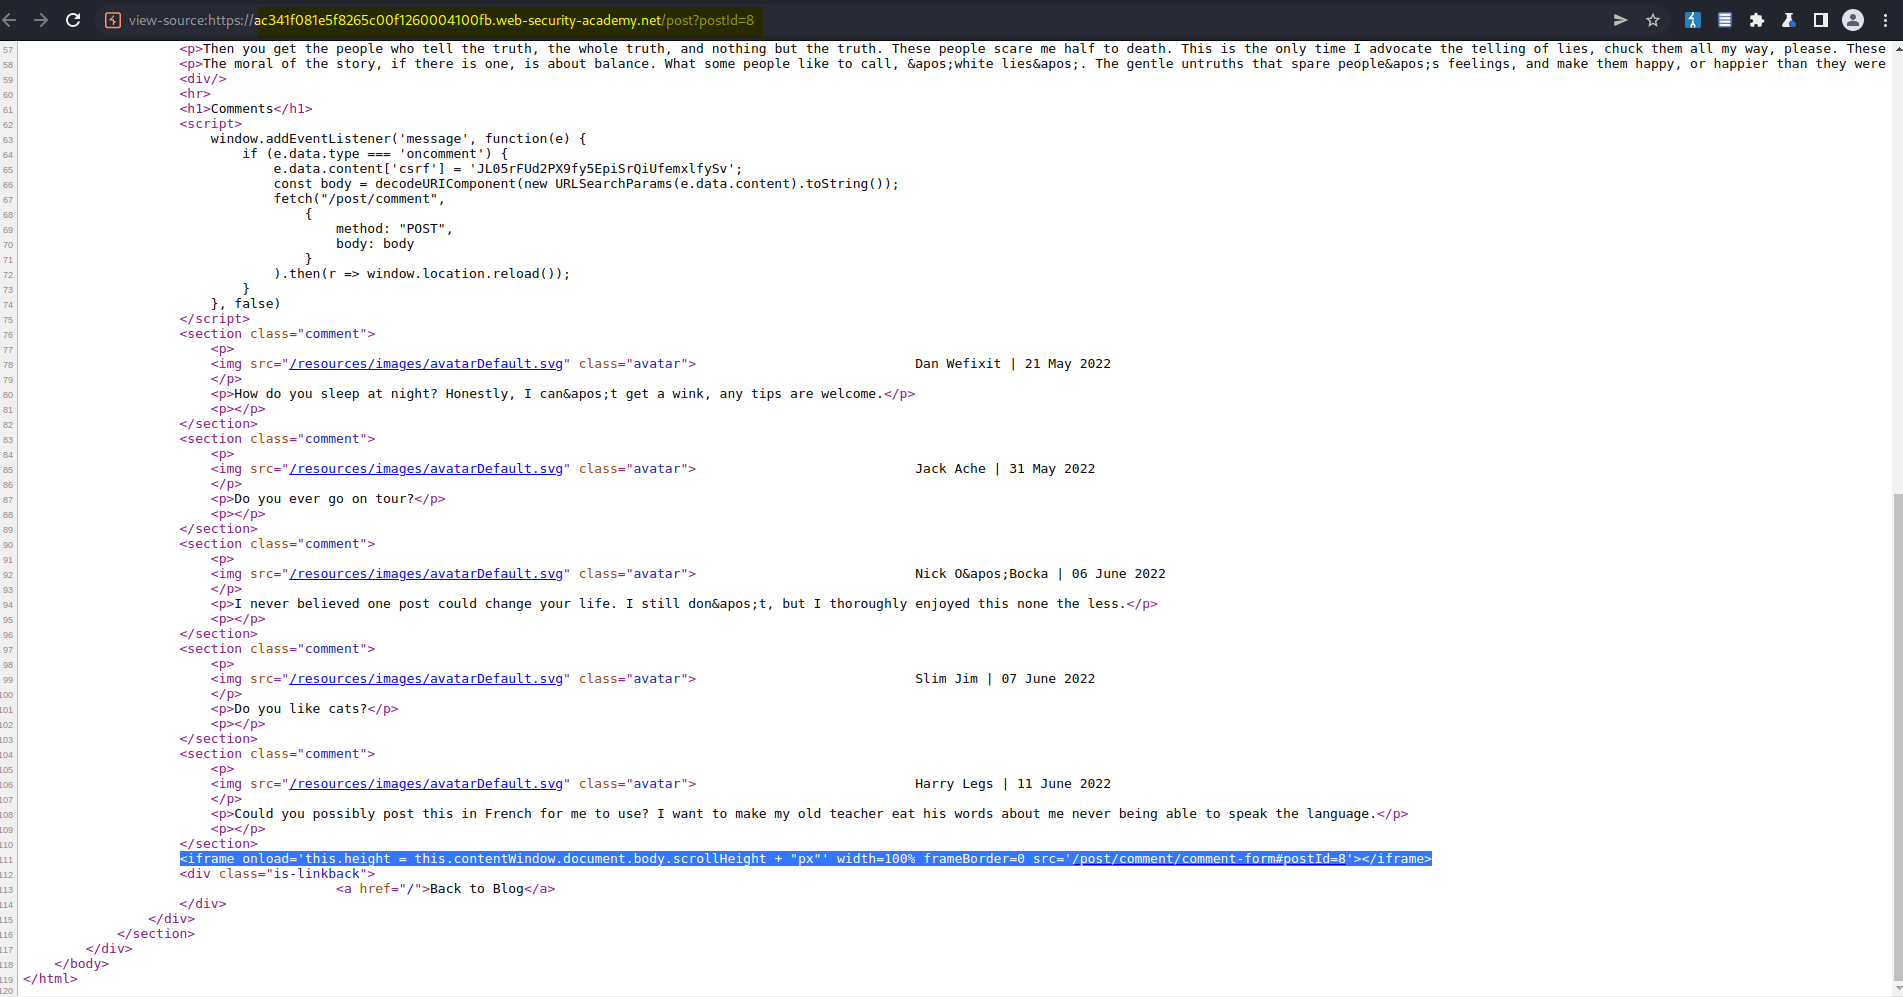 view-source:https://ac341f081e5f8265c00f1260004100fb.web-security-academy.net/post?postId=8
57 <p>Then you get the people who tell the truth, the whole truth, and nothing but the truth. These people scare me half to death. This is the only time I advocate the telling of lies, chuck them all my way, please. These
58 <p>The moral of the story, if there is one, is about balance. What some people like to call, &apos;white lies&apos;. The gentle untruths that spare people&apos;s feelings, and make them happy, or happier than they were
59 <div/>
60 <hr>
61 <h1>Comments</h1>
62 <script>
63 window.addEventListener('message', function(e) {
64 if (e.data.type === 'oncomment') {
65 e.data.content['csrf'] = 'JL05rFUd2PX9fy5EpiSrQiUfemxlfySv';
66 const body = decodeURIComponent(new URLSearchParams(e.data.content).toString());
67 fetch("/post/comment",
68 {
69 method: "POST",
70 body: body
71 }
72 ).then(r => window.location.reload());
73 }
74 }, false)
75 </script>
76 <section class="comment">
77 <p>
78 <img src="/resources/images/avatarDefault.svg" class="avatar"> Dan Wefixit | 21 May 2022
79 </p>
80 <p>How do you sleep at night? Honestly, I can&apos;t get a wink, any tips are welcome.</p>
81 <p></p>
82 </section>
83 <section class="comment">
84 <p>
85 <img src="/resources/images/avatarDefault.svg" class="avatar"> Jack Ache | 31 May 2022
86 </p>
87 <p>Do you ever go on tour?</p>
88 <p></p>
89 </section>
90 <section class="comment">
91 <p>
92 <img src="/resources/images/avatarDefault.svg" class="avatar"> Nick O&apos;Bocka | 06 June 2022
93 </p>
94 <p>I never believed one post could change your life. I still don&apos;t, but I thoroughly enjoyed this none the less.</p>
95 <p></p>
96 </section>
97 <section class="comment">
98 <p>
99 <img src="/resources/images/avatarDefault.svg" class="avatar"> Slim Jim | 07 June 2022
100 </p>
101 <p>Do you like cats?</p>
102 <p></p>
103 </section>
104 <section class="comment">
105 <p>
106 <img src="/resources/images/avatarDefault.svg" class="avatar"> Harry Legs | 11 June 2022
107 </p>
108 <p>Could you possibly post this in French for me to use? I want to make my old teacher eat his words about me never being able to speak the language.</p>
109 <p></p>
110 </section>
111 <iframe onload='this.height = this.contentWindow.document.body.scrollHeight + "px"' width=100% frameBorder=0 src='/post/comment/comment-form#postId=8'></iframe>
112 <div class="is-linkback">
113 <a href="/">Back to Blog</a>
114 </div>
115 </div>
116 </section>
117 </div>
118 </body>
119 </html>
120